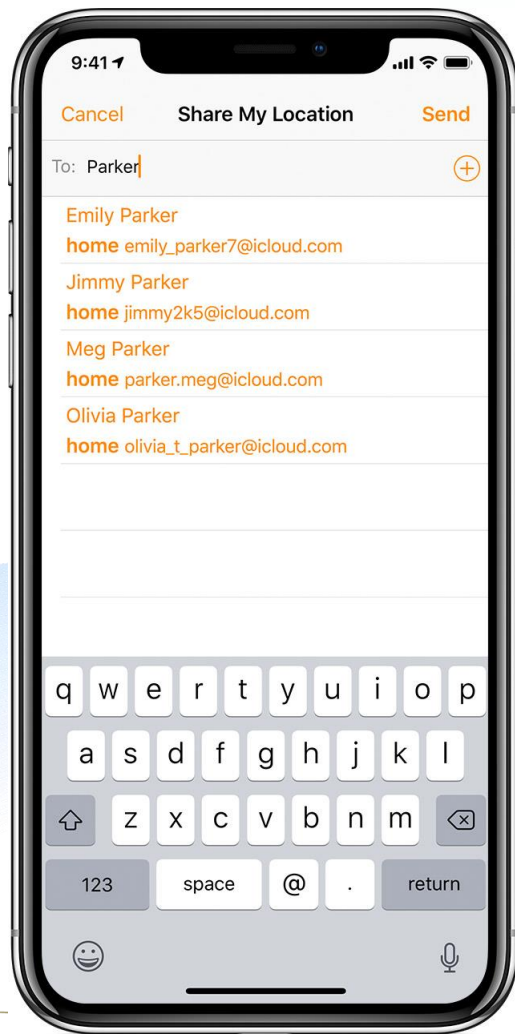 9:41
Cancel Share My Location Send
To: Parker
Emily Parker
home emily_parker7@icloud.com
Jimmy Parker
home jimmy2k5@icloud.com
Meg Parker
home parker.meg@icloud.com
Olivia Parker
home olivia_t_parker@icloud.com
q w e r t y u i o p
a s d f g h j k l
z x c v b n m
123 space @ . return